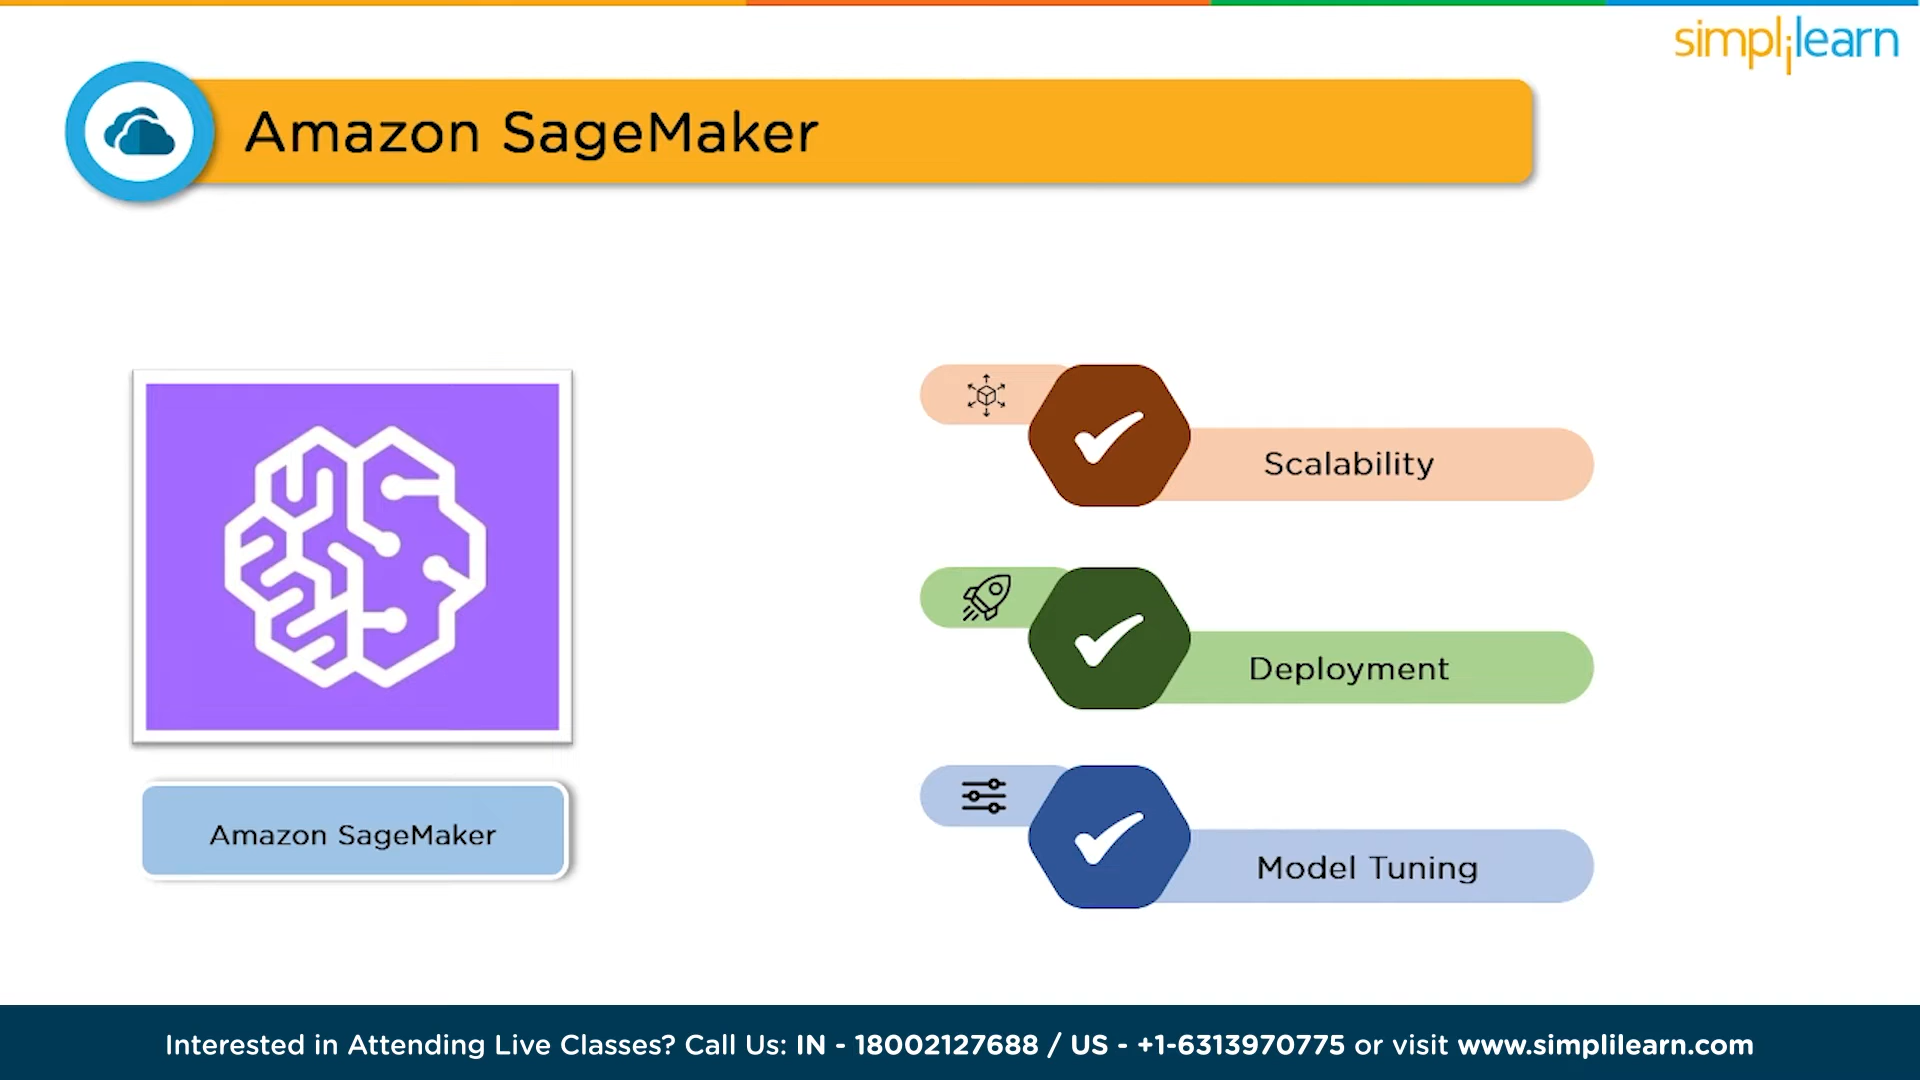 simplilearn
Amazon SageMaker
Scalability
Deployment
Amazon SageMaker
Model Tuning
Interested in Attending Live Classes? Call Us: IN - 18002127688 / US - +1-6313970775 or visit www.simplilearn.com